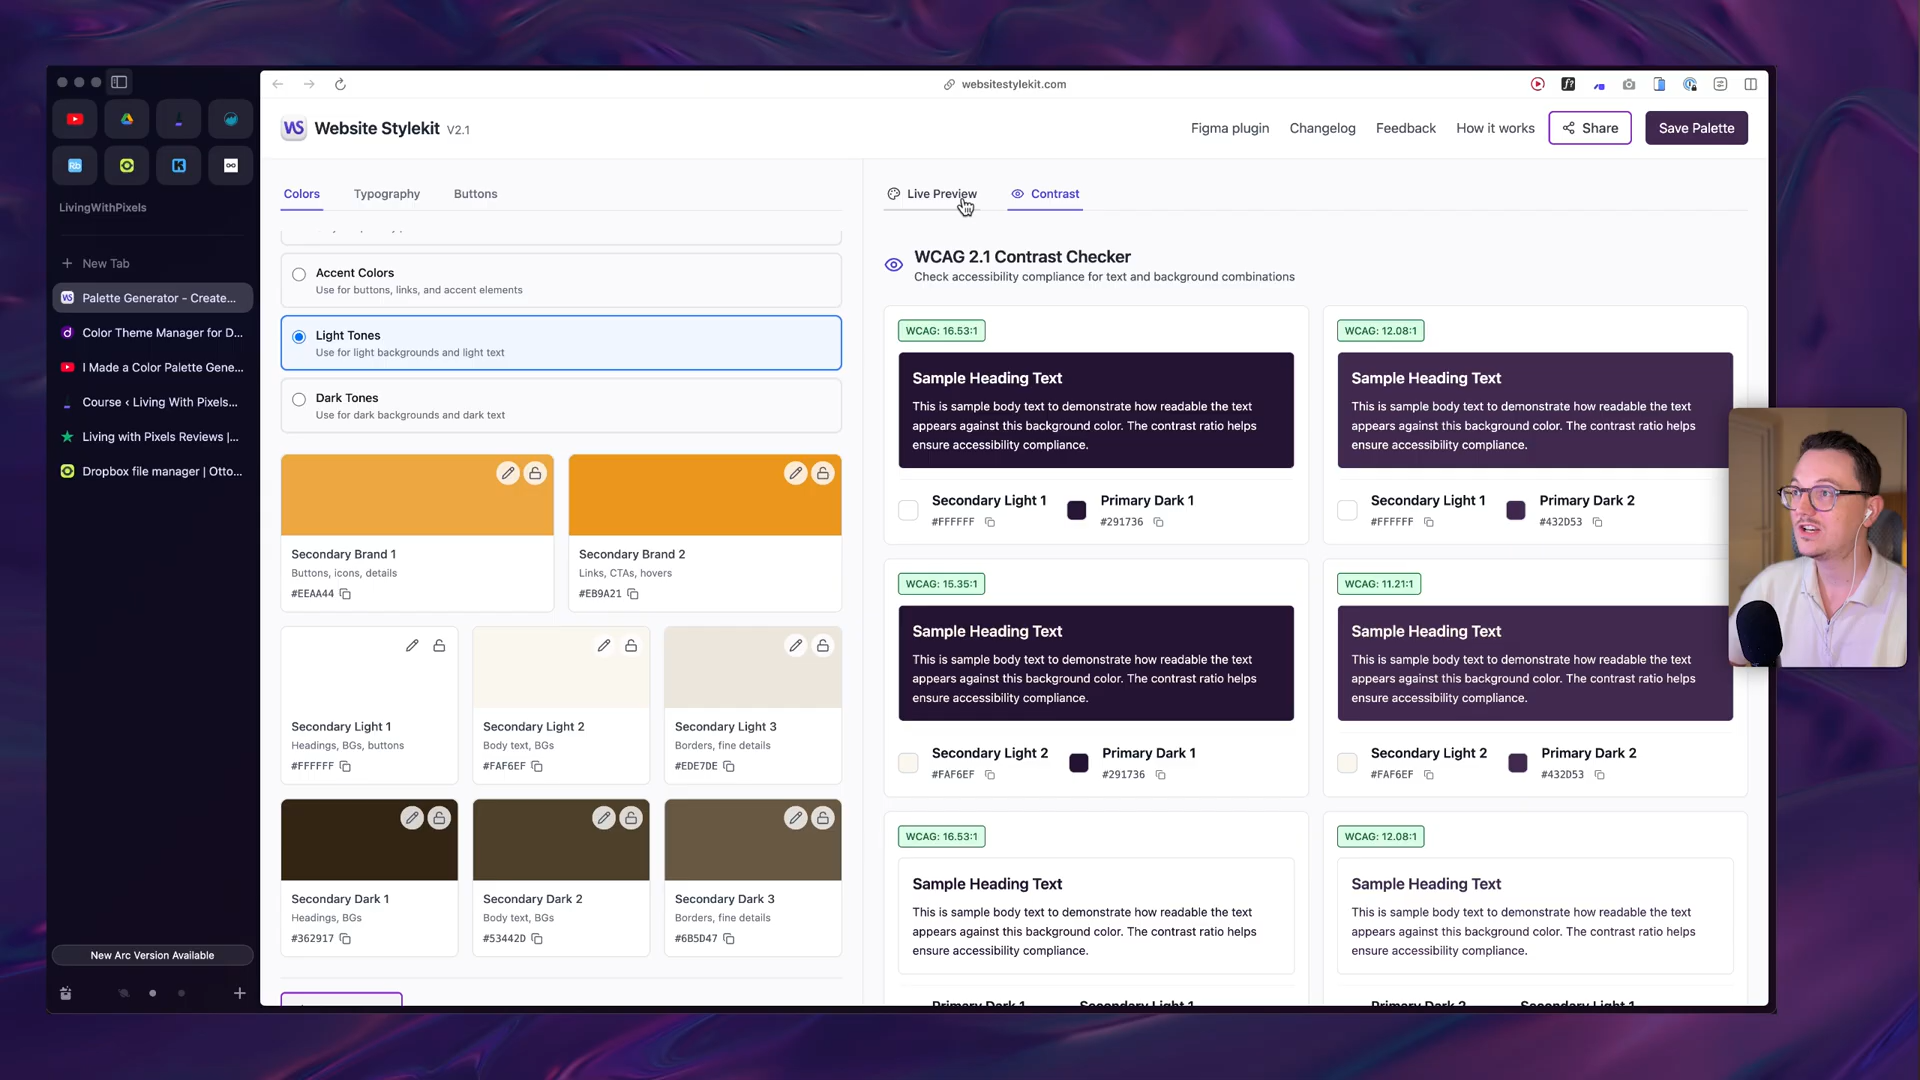 websitestylekit.com
WS Website Stylekit V2.1
Figma plugin
Changelog
Feedback
How it works
Share
Save Palette
LivingWithPixels
New Tab
Palette Generator – Create...
Color Theme Manager for D...
I Made a Color Palette Gene...
Course ‹ Living With Pixels...
Living with Pixels Reviews |...
Dropbox file manager | Otto...
New Arc Version Available
Colors
Typography
Buttons
Accent Colors
Use for buttons, links, and accent elements
Light Tones
Use for light backgrounds and light text
Dark Tones
Use for dark backgrounds and dark text
Secondary Brand 1
Buttons, icons, details
#EEAA44
Secondary Brand 2
Links, CTAs, hovers
#EB9A21
Secondary Light 1
Headings, BGs, buttons
#FFFFFF
Secondary Light 2
Body text, BGs
#FAF6EF
Secondary Light 3
Borders, fine details
#EDE7DE
Secondary Dark 1
Headings, BGs
#362917
Secondary Dark 2
Body text, BGs
#53442D
Secondary Dark 3
Borders, fine details
#6B5D47
Live Preview
Contrast
WCAG 2.1 Contrast Checker
Check accessibility compliance for text and background combinations
WCAG: 16.53:1
Sample Heading Text
This is sample body text to demonstrate how readable the text
appears against this background color. The contrast ratio helps
ensure accessibility compliance.
Secondary Light 1
#FFFFFF
Primary Dark 1
#291736
WCAG: 12.08:1
Sample Heading Text
This is sample body text to demonstrate how readable the text
appears against this background color. The contrast ratio helps
ensure accessibility compliance.
Secondary Light 1
#FFFFFF
Primary Dark 2
#432D53
WCAG: 15.35:1
Sample Heading Text
This is sample body text to demonstrate how readable the text
appears against this background color. The contrast ratio helps
ensure accessibility compliance.
Secondary Light 2
#FAF6EF
Primary Dark 1
#291736
WCAG: 11.21:1
Sample Heading Text
This is sample body text to demonstrate how readable the text
appears against this background color. The contrast ratio helps
ensure accessibility compliance.
Secondary Light 2
#FAF6EF
Primary Dark 2
#432D53
WCAG: 16.53:1
Sample Heading Text
This is sample body text to demonstrate how readable the text
appears against this background color. The contrast ratio helps
ensure accessibility compliance.
Primary Dark 1
Secondary Light 1
WCAG: 12.08:1
Sample Heading Text
This is sample body text to demonstrate how readable the text
appears against this background color. The contrast ratio helps
ensure accessibility compliance.
Primary Dark 2
Secondary Light 1